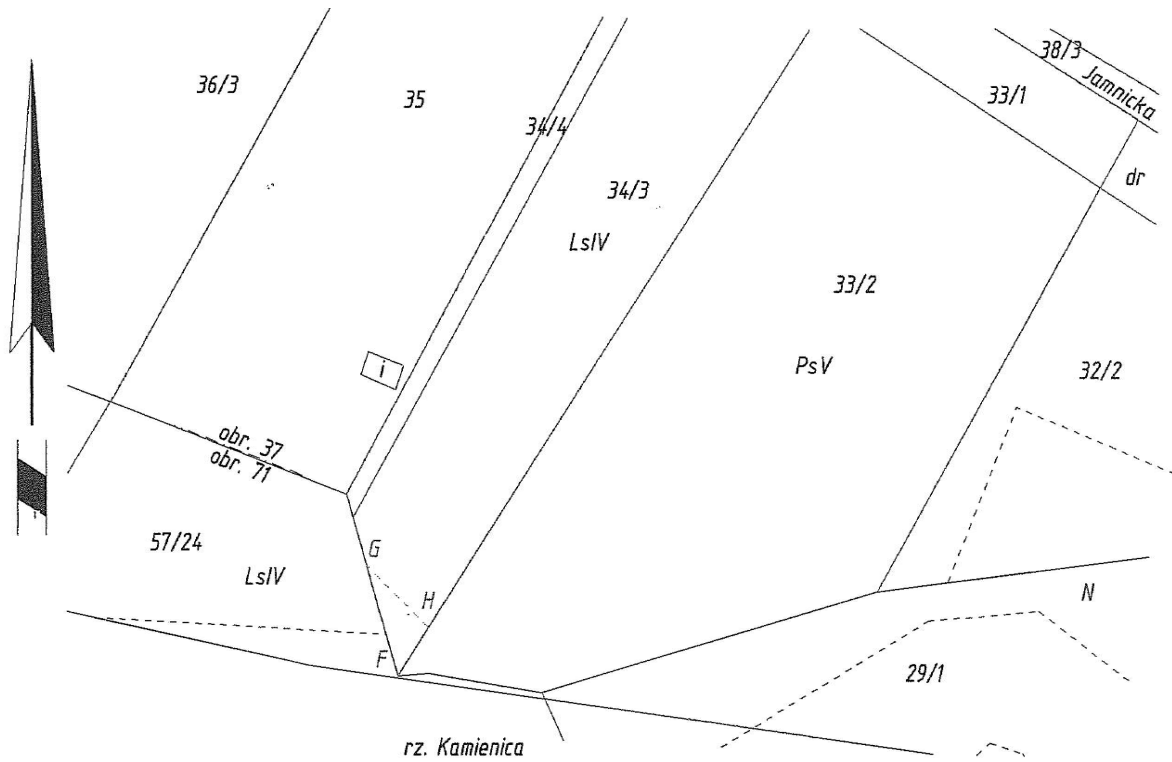 38/3
Jamnicka
36/3
35
33/1
34/4
dr
34/3
LsIV
33/2
PsV
32/2
i
obr. 37
obr. 71
57/24
LsIV
G
H
N
F
29/1
rz. Kamienica